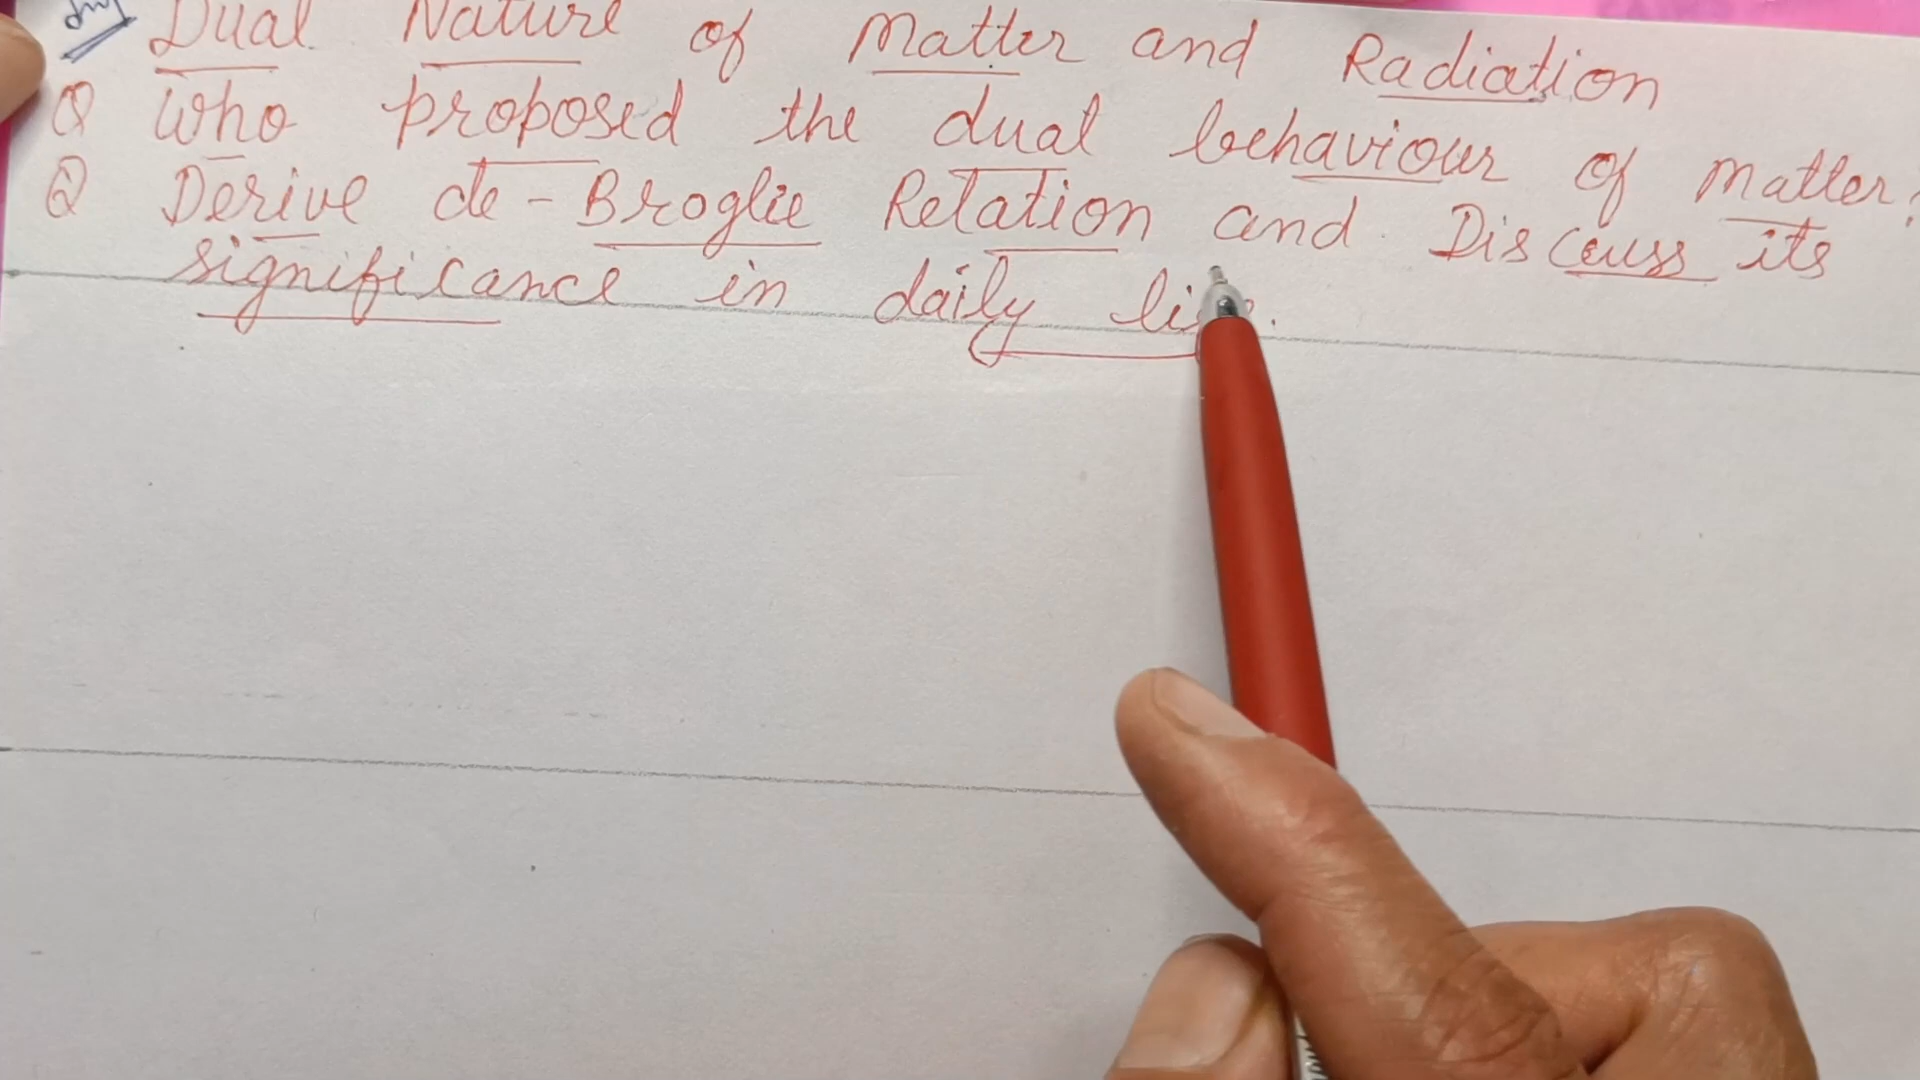 Imp Dual Nature of Matter and Radiation
Q Who proposed the dual behaviour of matter?
Q Derive de-Broglie Relation and Discuss its
significance in daily